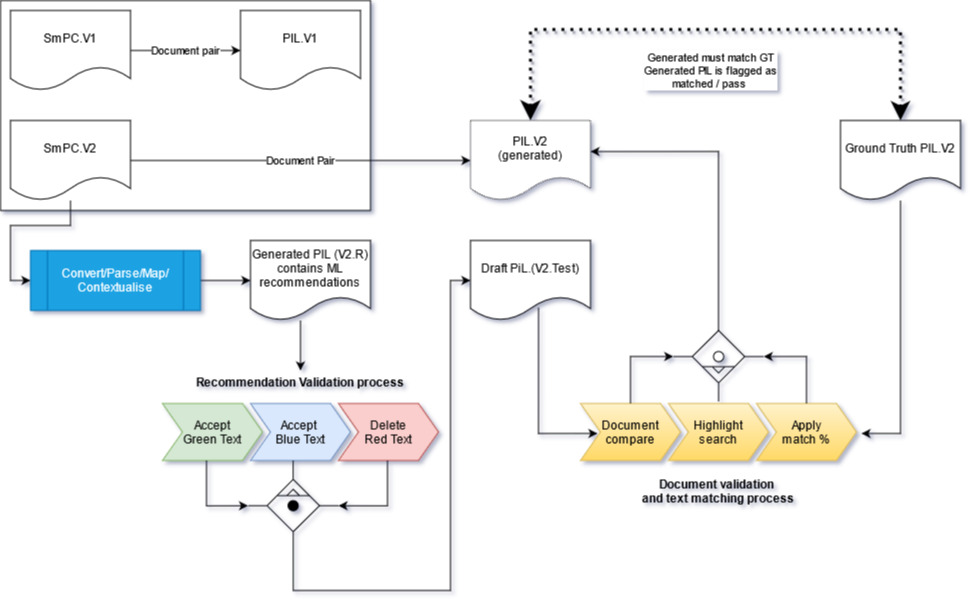 SmPC.V1
Document pair
PIL.V1
SmPC.V2
Document Pair
PIL.V2
(generated)
Generated must match GT
Generated PIL is flagged as
matched / pass
Ground Truth PIL.V2
Convert/Parse/Map/
Contextualise
Generated PIL (V2.R)
contains ML
recommendations
Draft PiL.(V2.Test)
Recommendation Validation process
Accept
Green Text
Accept
Blue Text
Delete
Red Text
Document
compare
Highlight
search
Apply
match %
Document validation
and text matching process